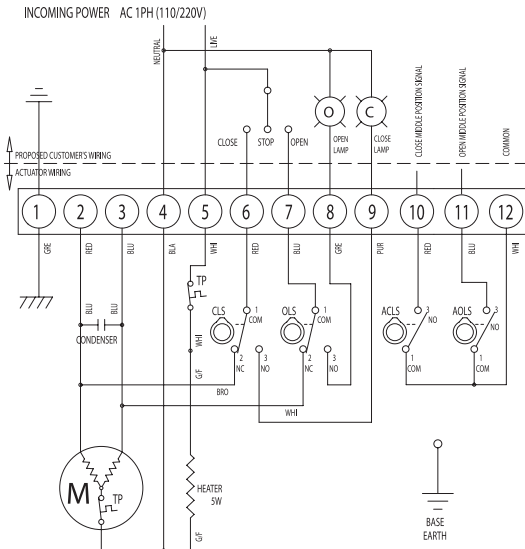 INCOMING POWER AC 1PH (110/220V)
NEUTRAL
LIVE
CLOSE
STOP
OPEN
O
C
OPEN
LAMP
CLOSE
LAMP
CLOSE MIDDLE POSITION SIGNAL
OPEN MIDDLE POSITION SIGNAL
COMMON
PROPOSED CUSTOMER'S WIRING
ACTUATOR WIRING
1 2 3 4 5 6 7 8 9 10 11 12
GRE RED BLU BLA WHI RED BLU GRE PUR RED BLU WHI
TP
CLS
1
COM
OLS
1
COM
ACLS
3
NO
AOLS
3
NO
BLU
BLU
CONDENSER
WHI
2
NC
3
NO
2
NC
3
NO
1
COM
1
COM
G/F
BRO
WHI
M
TP
HEATER
5W
G/F
BASE
EARTH